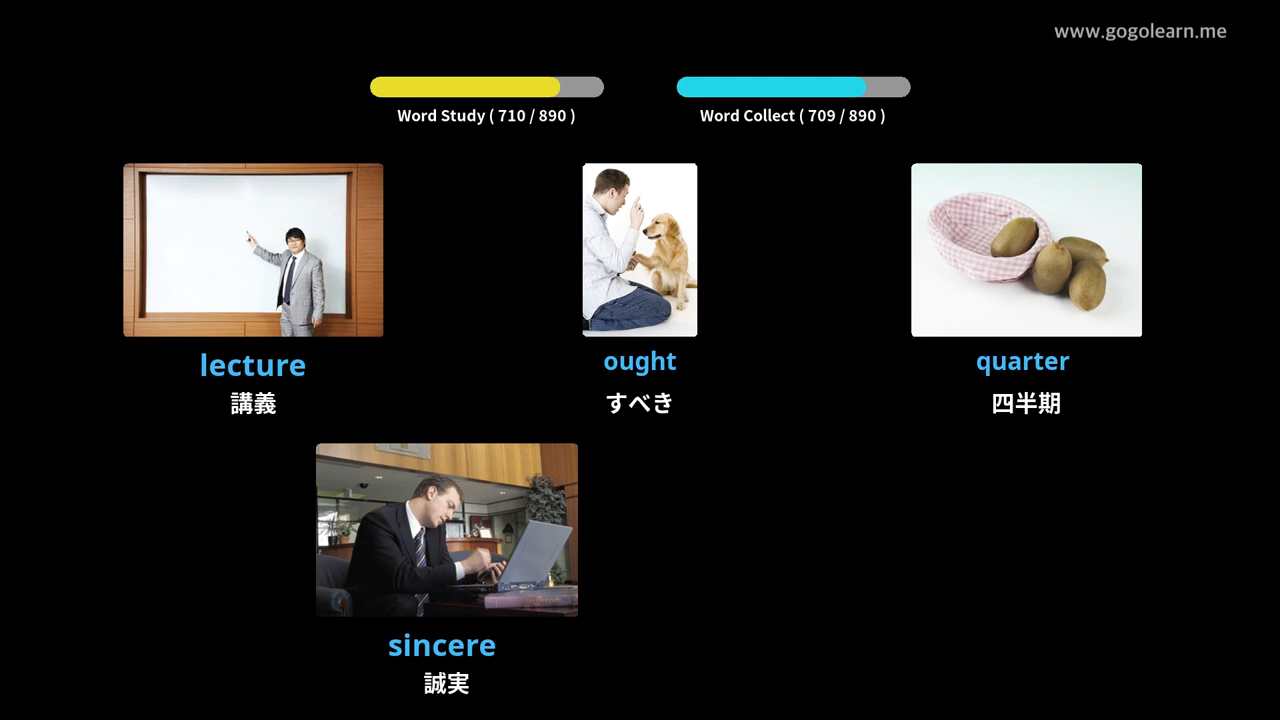 www.gogolearn.me
Word Study ( 710 / 890 )
Word Collect ( 709 / 890 )
lecture
講義
ought
すべき
quarter
四半期
sincere
誠実